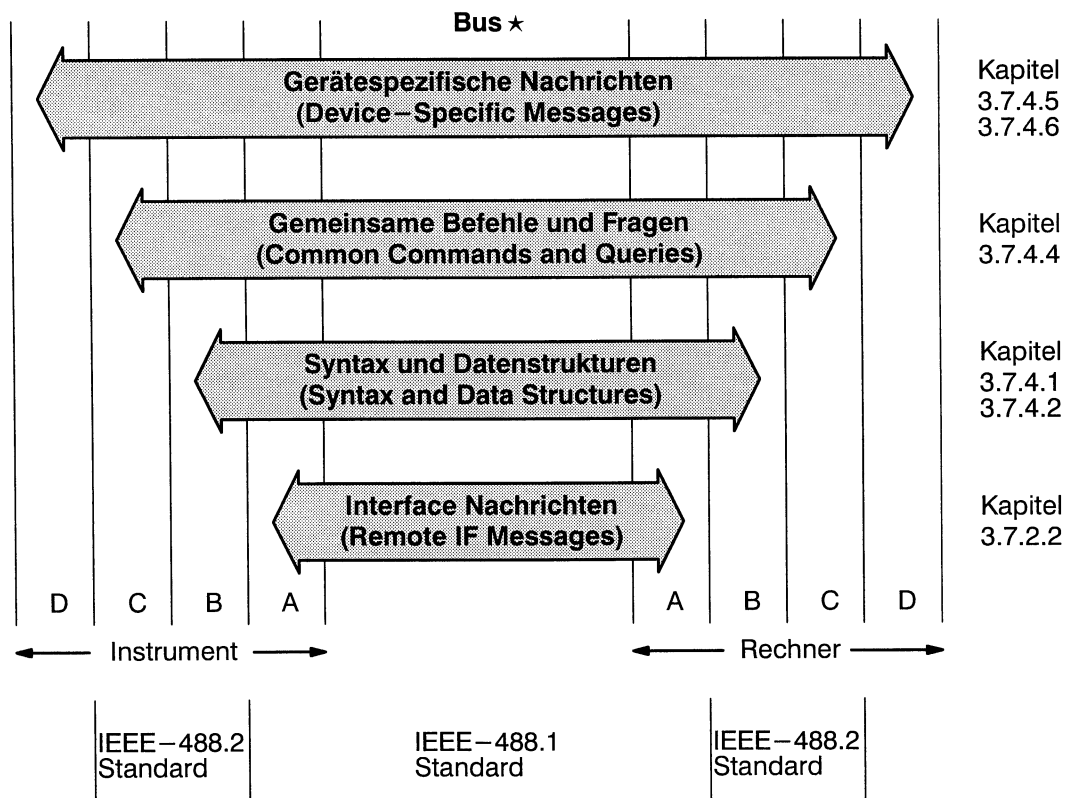 Bus ★
Gerätespezifische Nachrichten
(Device–Specific Messages)
Kapitel
3.7.4.5
3.7.4.6
Gemeinsame Befehle und Fragen
(Common Commands and Queries)
Kapitel
3.7.4.4
Syntax und Datenstrukturen
(Syntax and Data Structures)
Kapitel
3.7.4.1
3.7.4.2
Interface Nachrichten
(Remote IF Messages)
Kapitel
3.7.2.2
D C B A A B C D
Instrument Rechner
IEEE–488.2
Standard
IEEE–488.1
Standard
IEEE–488.2
Standard